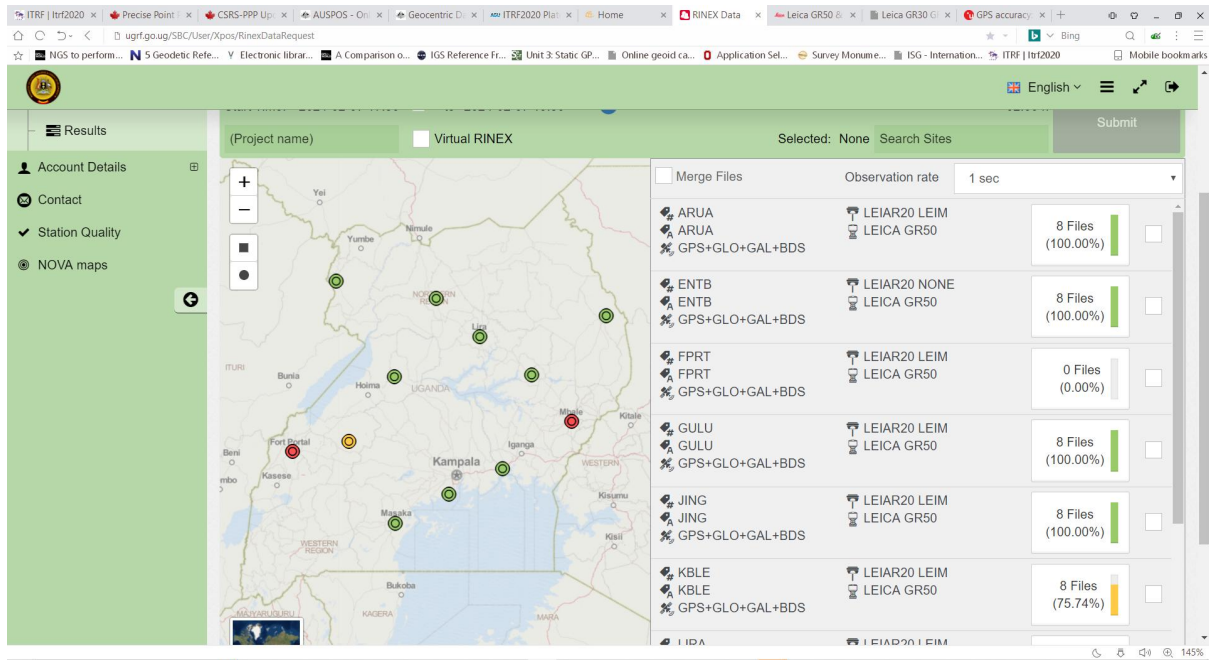 ITRF | Itrf2020
Precise Point
CSRS-PPP Up
AUSPOS - Onl
Geocentric Da
ITRF2020 Plat
Home
RINEX Data
Leica GR50 &
Leica GR30 G
GPS accuracy:
ugrf.go.ug/SBC/User/Xpos/RinexDataRequest
Bing
NGS to perform...
5 Geodetic Refe...
Electronic librar...
A Comparison o...
IGS Reference Fr...
Unit 3: Static GP...
Online geoid ca...
Application Sel...
Survey Monume...
ISG - Internation...
ITRF | Itrf2020
Mobile bookmarks
English
Results
Account Details
Contact
Station Quality
NOVA maps
(Project name)
Virtual RINEX
Selected: None
Search Sites
Submit
+
−
Yei
Nimule
Yumbe
NORTHERN
REGION
Lira
ITURI
Bunia
Hoima
UGANDA
Mbale
Kitale
Fort Portal
Iganga
Beni
Kampala
WESTERN
Kasese
Kisumu
Masaka
Kisii
WESTERN
REGION
Bukoba
KAGERA
MARA
Merge Files
Observation rate
1 sec
ARUA
LEIAR20 LEIM
ARUA
LEICA GR50
GPS+GLO+GAL+BDS
8 Files
(100.00%)
ENTB
LEIAR20 NONE
ENTB
LEICA GR50
GPS+GLO+GAL+BDS
8 Files
(100.00%)
FPRT
LEIAR20 LEIM
FPRT
LEICA GR50
GPS+GLO+GAL+BDS
0 Files
(0.00%)
GULU
LEIAR20 LEIM
GULU
LEICA GR50
GPS+GLO+GAL+BDS
8 Files
(100.00%)
JING
LEIAR20 LEIM
JING
LEICA GR50
GPS+GLO+GAL+BDS
8 Files
(100.00%)
KBLE
LEIAR20 LEIM
KBLE
LEICA GR50
GPS+GLO+GAL+BDS
8 Files
(75.74%)
LIRA
LEIAR20 LEIM
145%